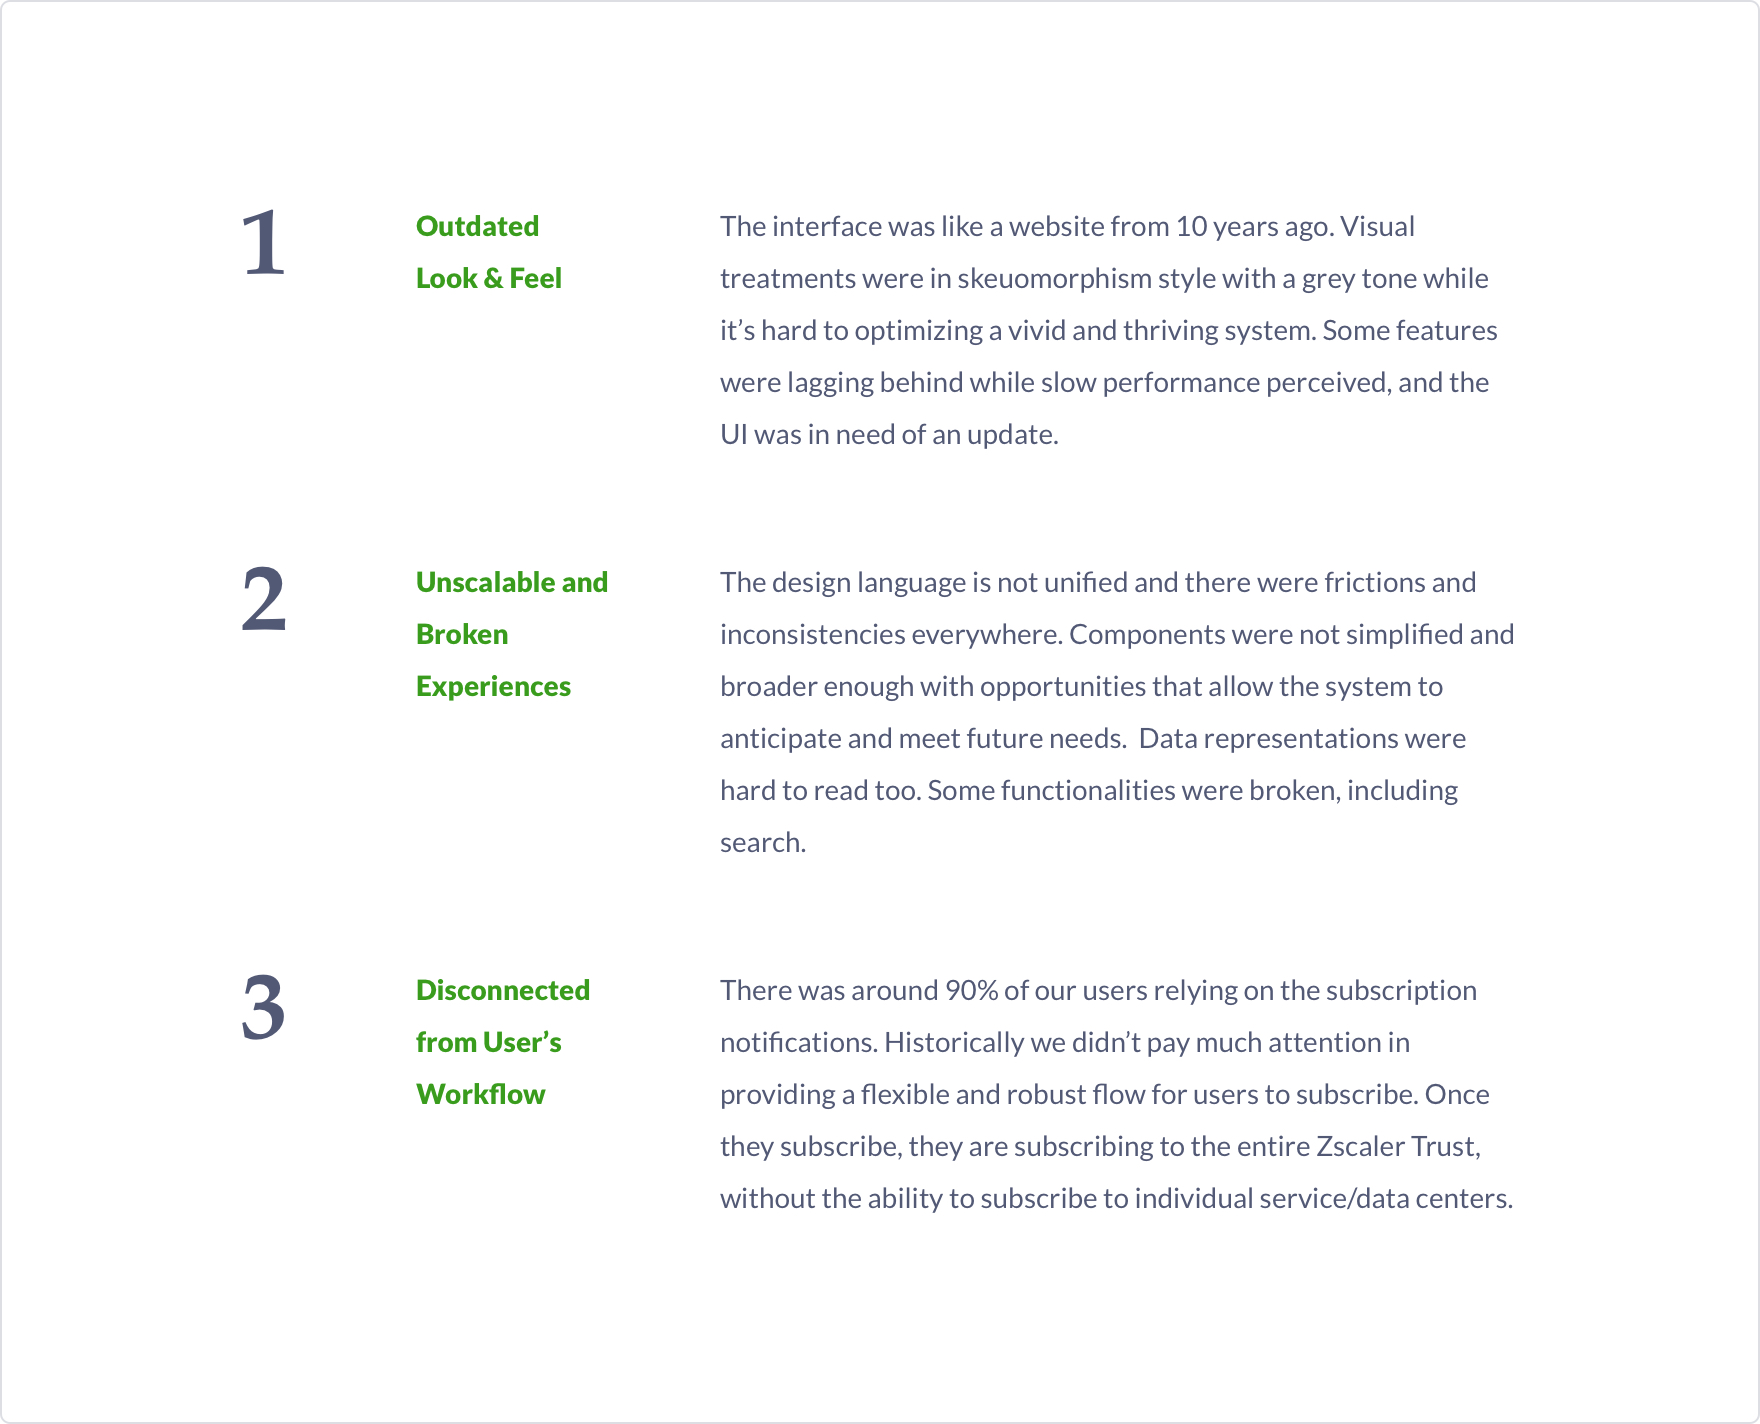 1
Outdated
Look & Feel
The interface was like a website from 10 years ago. Visual
treatments were in skeuomorphism style with a grey tone while
it’s hard to optimizing a vivid and thriving system. Some features
were lagging behind while slow performance perceived, and the
UI was in need of an update.
2
Unscalable and
Broken
Experiences
The design language is not unified and there were frictions and
inconsistencies everywhere. Components were not simplified and
broader enough with opportunities that allow the system to
anticipate and meet future needs.  Data representations were
hard to read too. Some functionalities were broken, including
search.
3
Disconnected
from User’s
Workflow
There was around 90% of our users relying on the subscription
notifications. Historically we didn’t pay much attention in
providing a flexible and robust flow for users to subscribe. Once
they subscribe, they are subscribing to the entire Zscaler Trust,
without the ability to subscribe to individual service/data centers.